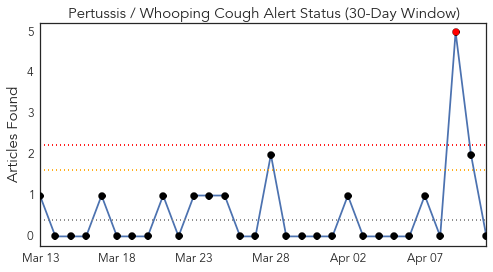 Pertussis / Whooping Cough Alert Status (30-Day Window)
Articles Found
5
4
3
2
1
0
Mar 13 Mar 18 Mar 23 Mar 28 Apr 02 Apr 07